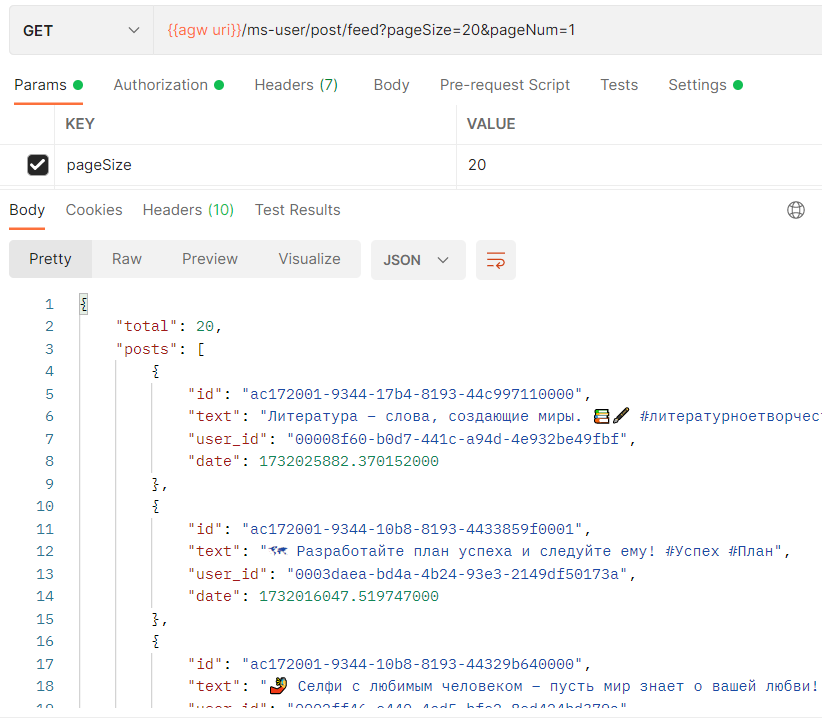 GET {{agw uri}}/ms-user/post/feed?pageSize=20&pageNum=1
Params Authorization Headers (7) Body Pre-request Script Tests Settings
KEY VALUE
pageSize 20
Body Cookies Headers (10) Test Results
Pretty Raw Preview Visualize JSON
1 {
2 "total": 20,
3 "posts": [
4 {
5 "id": "ac172001-9344-17b4-8193-44c997110000",
6 "text": "Литература – слова, создающие миры. 📚🖌 #литературноетворчес
7 "user_id": "00008f60-b0d7-441c-a94d-4e932be49fbf",
8 "date": 1732025882.370152000
9 },
10 {
11 "id": "ac172001-9344-10b8-8193-4433859f0001",
12 "text": "🗺 Разработайте план успеха и следуйте ему! #Успех #План",
13 "user_id": "0003daea-bd4a-4b24-93e3-2149df50173a",
14 "date": 1732016047.519747000
15 },
16 {
17 "id": "ac172001-9344-10b8-8193-44329b640000",
18 "text": "🤳 Селфи с любимым человеком – пусть мир знает о вашей любви!
19 "user_id":